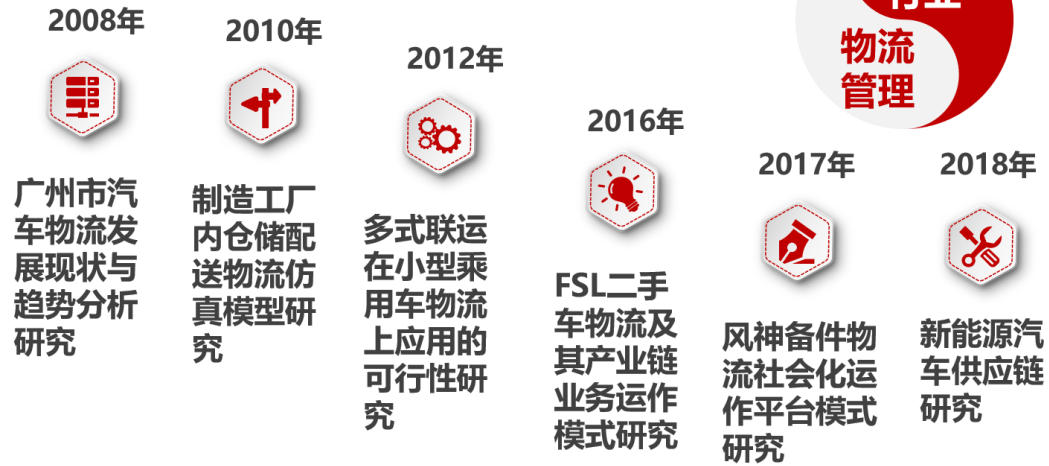 2008年
广州市汽
车物流发
展现状与
趋势分析
研究
2010年
制造工厂
内仓储配
送物流仿
真模型研
究
2012年
多式联运
在小型乘
用车物流
上应用的
可行性研
究
2016年
FSL二手
车物流及
其产业链
业务运作
模式研究
2017年
风神备件物
流社会化运
作平台模式
研究
2018年
新能源汽
车供应链
研究
物流
管理